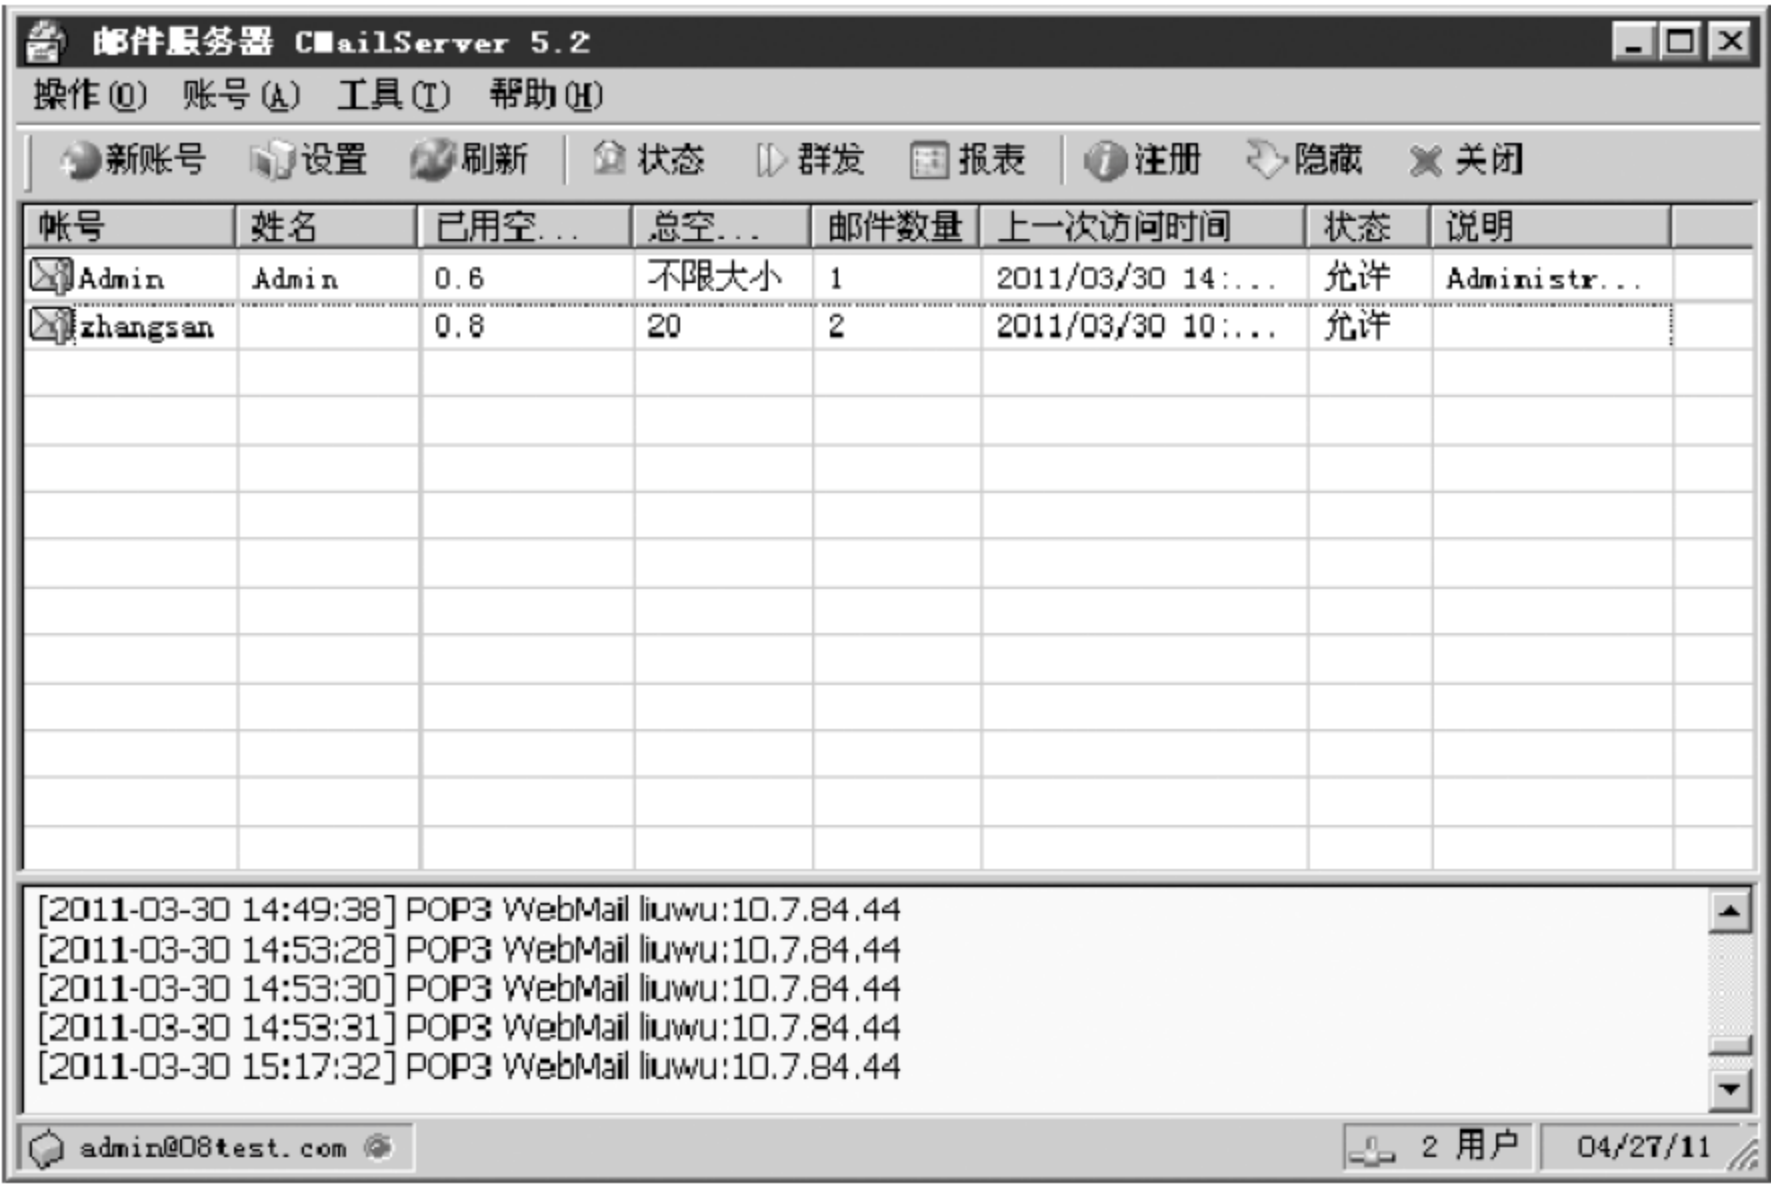 邮件服务器 CMailServer 5.2
操作(O) 账号(A) 工具(T) 帮助(H)
新账号 设置 刷新 状态 群发 报表 注册 隐藏 关闭
帐号 姓名 已用空... 总空... 邮件数量 上一次访问时间 状态 说明
Admin Admin 0.6 不限大小 1 2011/03/30 14:... 允许 Administr...
zhangsan 0.8 20 2 2011/03/30 10:... 允许
[2011-03-30 14:49:38] POP3 WebMail liuwu:10.7.84.44
[2011-03-30 14:53:28] POP3 WebMail liuwu:10.7.84.44
[2011-03-30 14:53:30] POP3 WebMail liuwu:10.7.84.44
[2011-03-30 14:53:31] POP3 WebMail liuwu:10.7.84.44
[2011-03-30 15:17:32] POP3 WebMail liuwu:10.7.84.44
admin@08test.com 2 用户 04/27/11